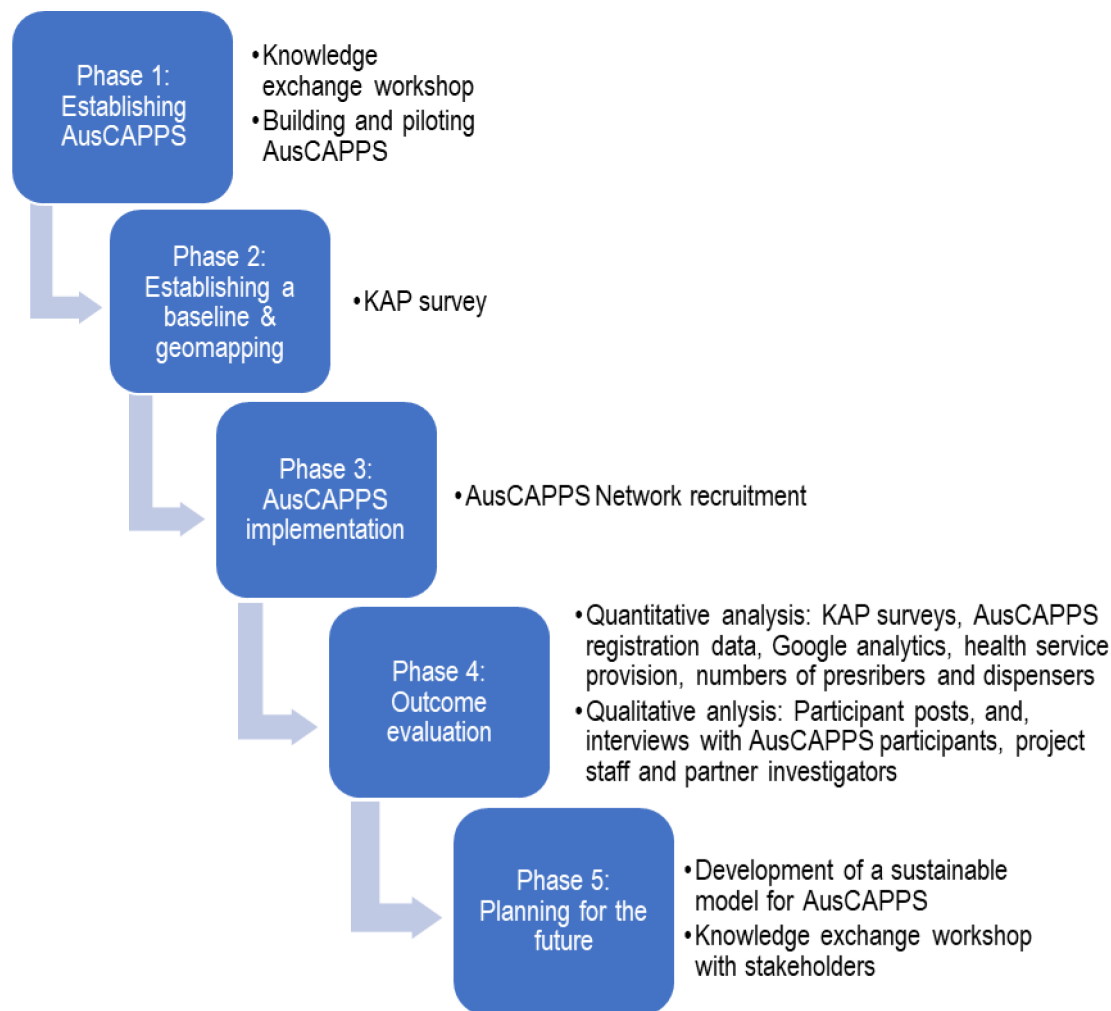 Phase 1:
Establishing
AusCAPPS
•Knowledge
exchange workshop
•Building and piloting
AusCAPPS
Phase 2:
Establishing a
baseline &
geomapping
•KAP survey
Phase 3:
AusCAPPS
implementation
•AusCAPPS Network recruitment
Phase 4:
Outcome
evaluation
•Quantitative analysis: KAP surveys, AusCAPPS
registration data, Google analytics, health service
provision, numbers of presribers and dispensers
•Qualitative anlysis: Participant posts, and,
interviews with AusCAPPS participants, project
staff and partner investigators
Phase 5:
Planning for the
future
•Development of a sustainable
model for AusCAPPS
•Knowledge exchange workshop
with stakeholders